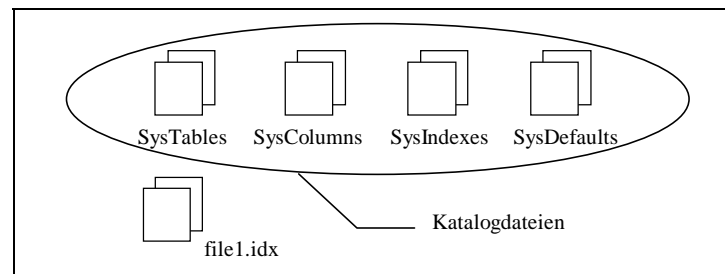 SysTables SysColumns SysIndexes SysDefaults
Katalogdateien
file1.idx